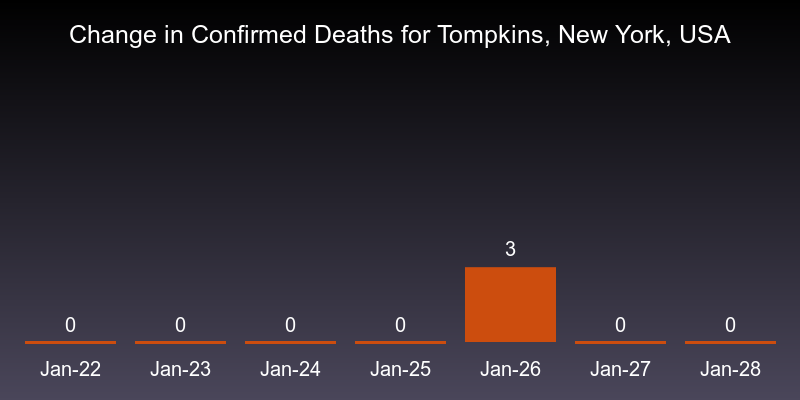 Change in Confirmed Deaths for Tompkins, New York, USA
3
0 0 0 0 0 0
Jan-22 Jan-23 Jan-24 Jan-25 Jan-26 Jan-27 Jan-28